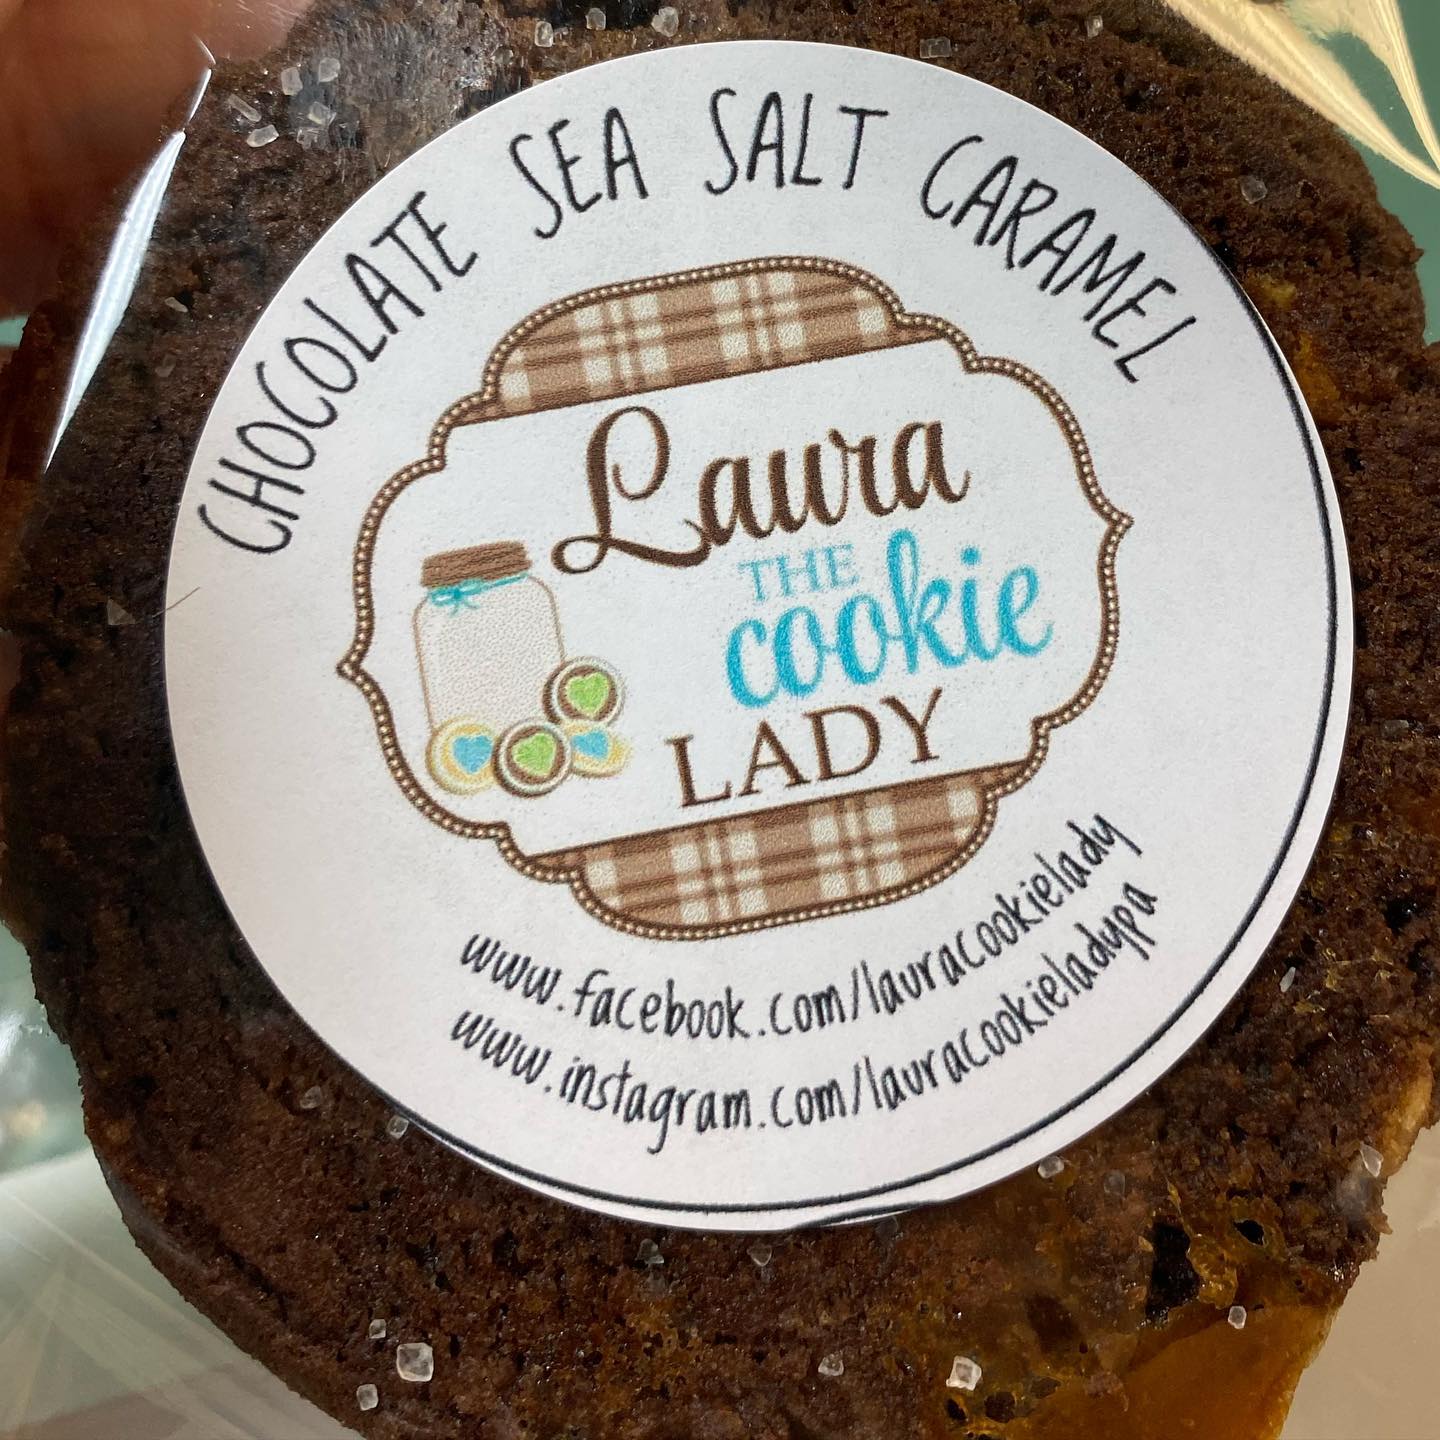 CHOCOLATE SEA SALT CARAMEL
Laura
THE
cookie
LADY
www.facebook.com/lauracookielady
www.instagram.com/lauracookieladypa